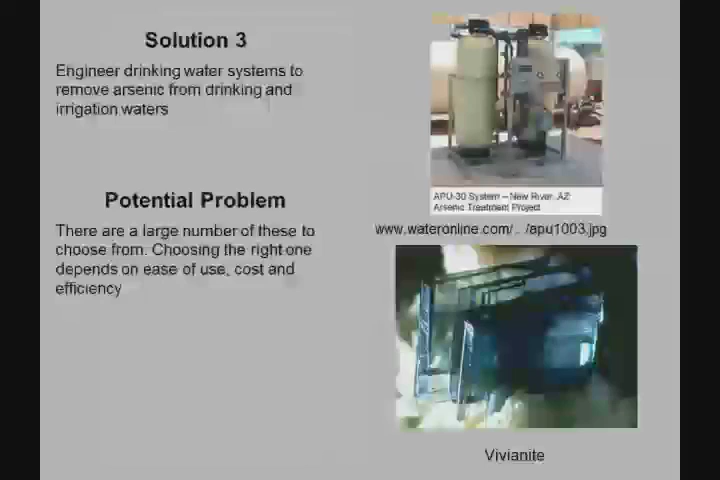 Solution 3
Engineer drinking water systems to
remove arsenic from drinking and
irrigation waters
Potential Problem
There are a large number of these to
choose from. Choosing the right one
depends on ease of use, cost and
efficiency
APU-30 System – New River, AZ
Arsenic Treatment Project
www.wateronline.com/.../apu1003.jpg
Vivianite